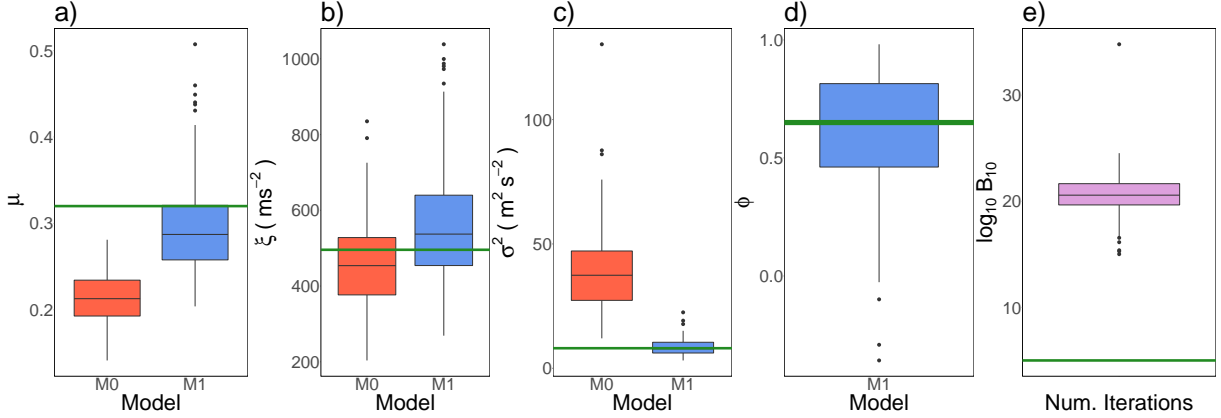 a)
0.5
0.4
0.3
0.2
μ
M0 M1
Model
b)
1000
800
600
400
200
ξ ( ms⁻² )
M0 M1
Model
c)
100
50
0
σ² ( m² s⁻² )
M0 M1
Model
d)
1.0
0.5
0.0
ϕ
M1
Model
e)
30
20
10
log₁₀ B₁₀
Num. Iterations